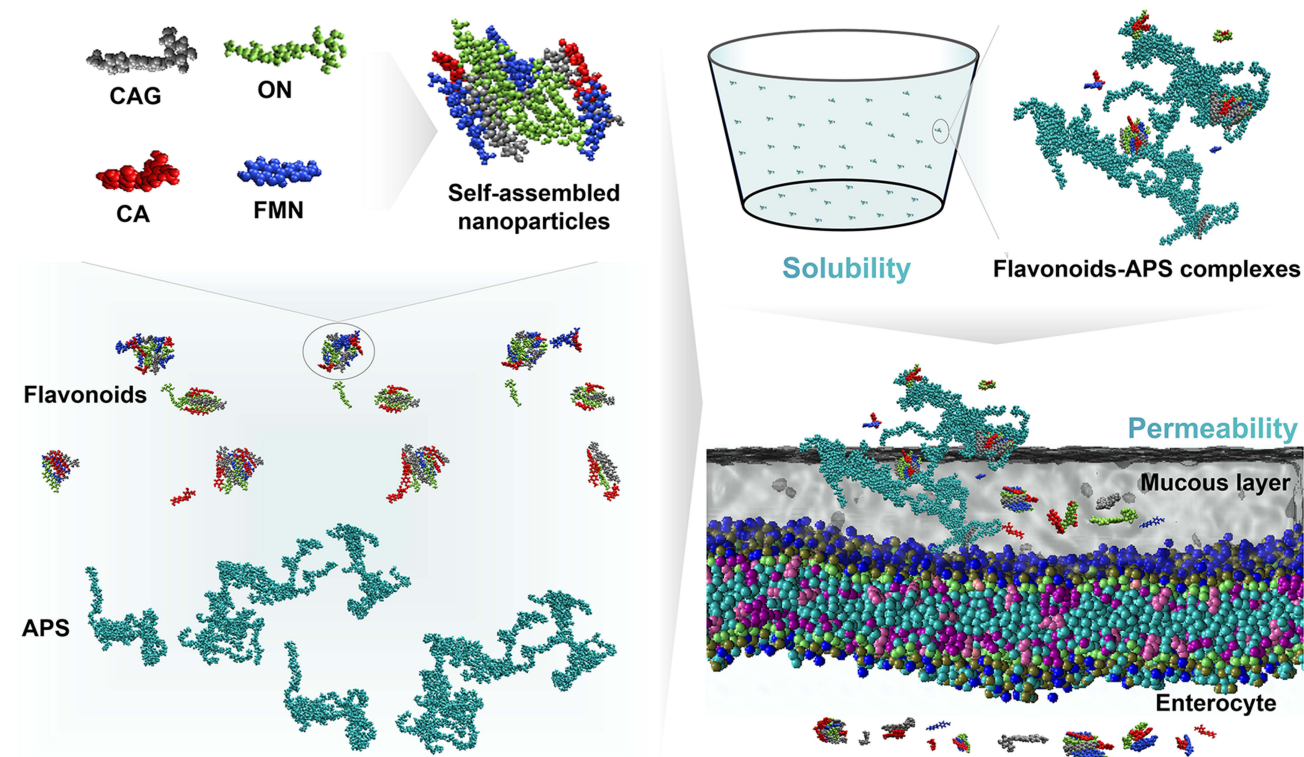 CAG
ON
CA
FMN
Self-assembled
nanoparticles
Flavonoids
APS
Solubility
Flavonoids-APS complexes
Permeability
Mucous layer
Enterocyte